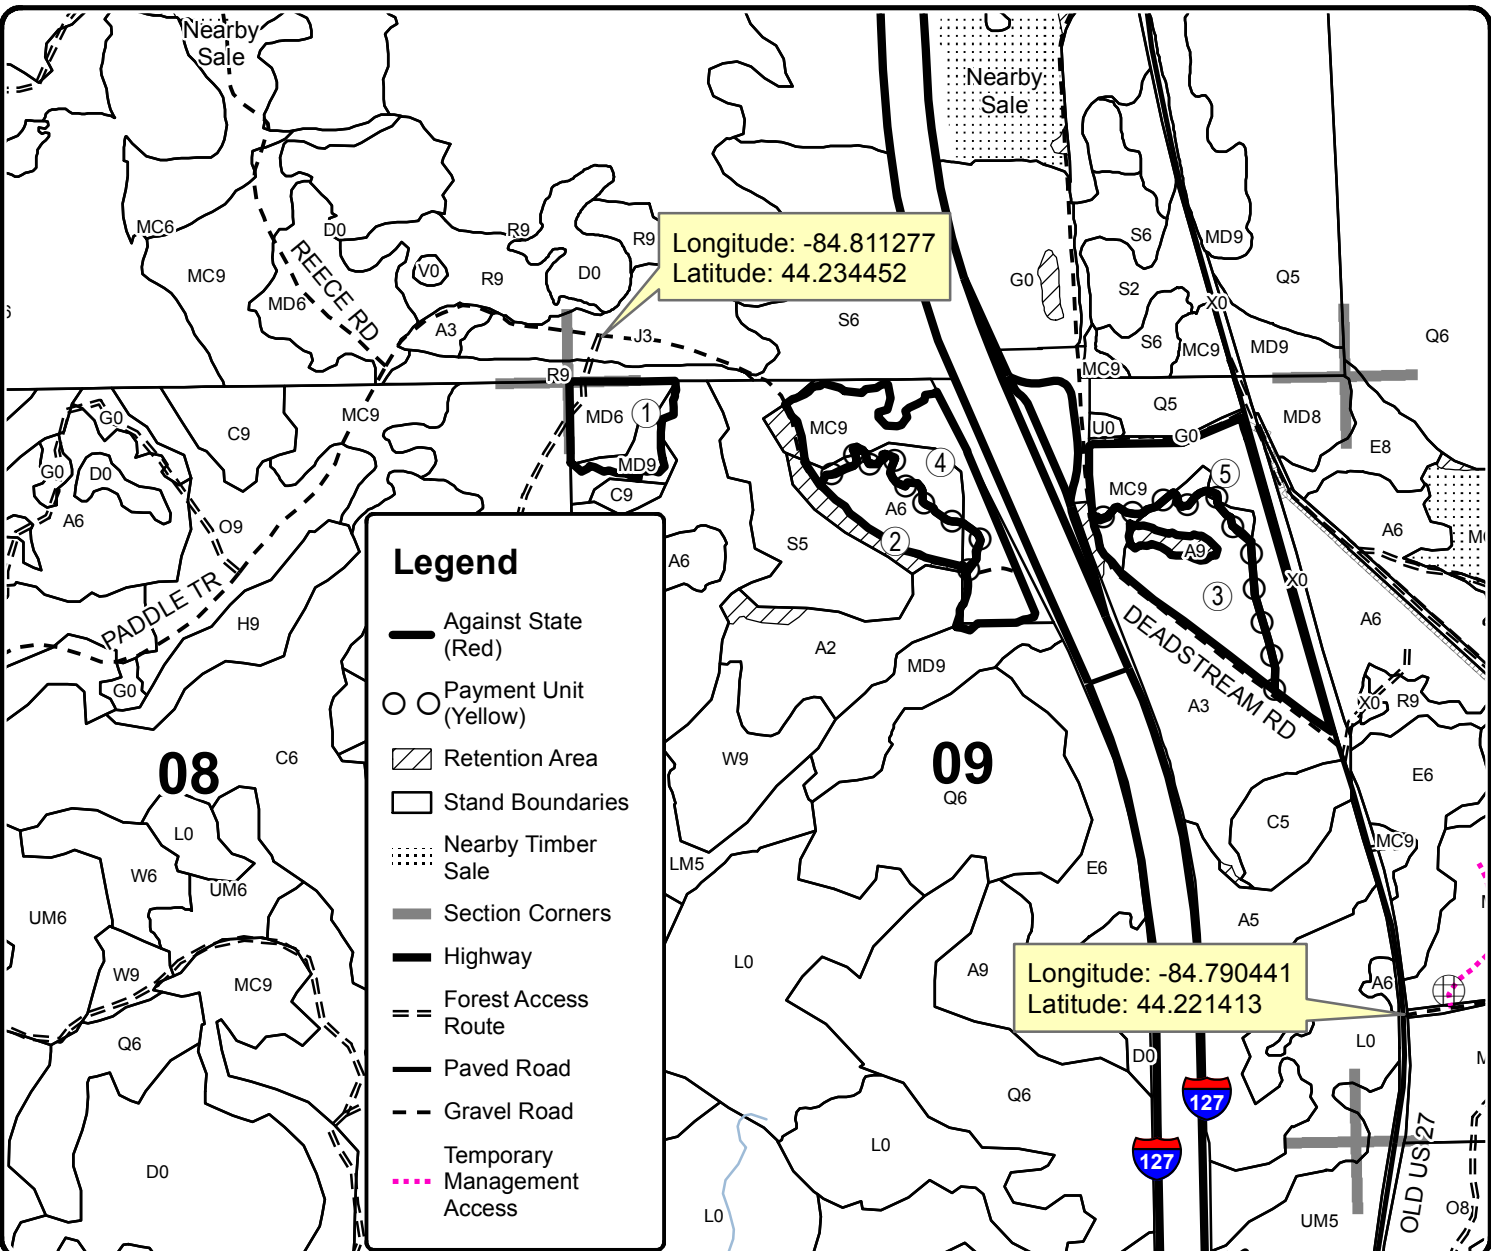 Nearby
Sale
Nearby
Sale
MC6
D0
R9
R9
S6
MD9
MC9
V0
R9
D0
Longitude: -84.811277
Latitude: 44.234452
G0
S2
Q5
MD6
REECE RD
A3
J3
S6
X0
S6
MC9
MD9
Q6
R9
MC9
MC9
G0
C9
MD6
1
MC9
Q5
U0
G0
MD8
E8
G0
D0
MD9
C9
4
MC9
5
A6
O9
A6
2
S5
A6
A9
A6
X0
3
PADDLE TR
H9
A2
MD9
DEADSTREAM RD
A6
G0
A3
X0
R9
08
C6
W9
09
Q6
E6
L0
C5
MC9
W6
UM6
LM5
E6
UM6
A5
W9
MC9
L0
A9
Longitude: -84.790441
Latitude: 44.221413
A6
Q6
D0
L0
Q6
127
L0
127
D0
L0
UM5
OLD US 27
O8
Legend
Against State
(Red)
Payment Unit
(Yellow)
Retention Area
Stand Boundaries
Nearby Timber
Sale
Section Corners
Highway
Forest Access
Route
Paved Road
Gravel Road
Temporary
Management
Access